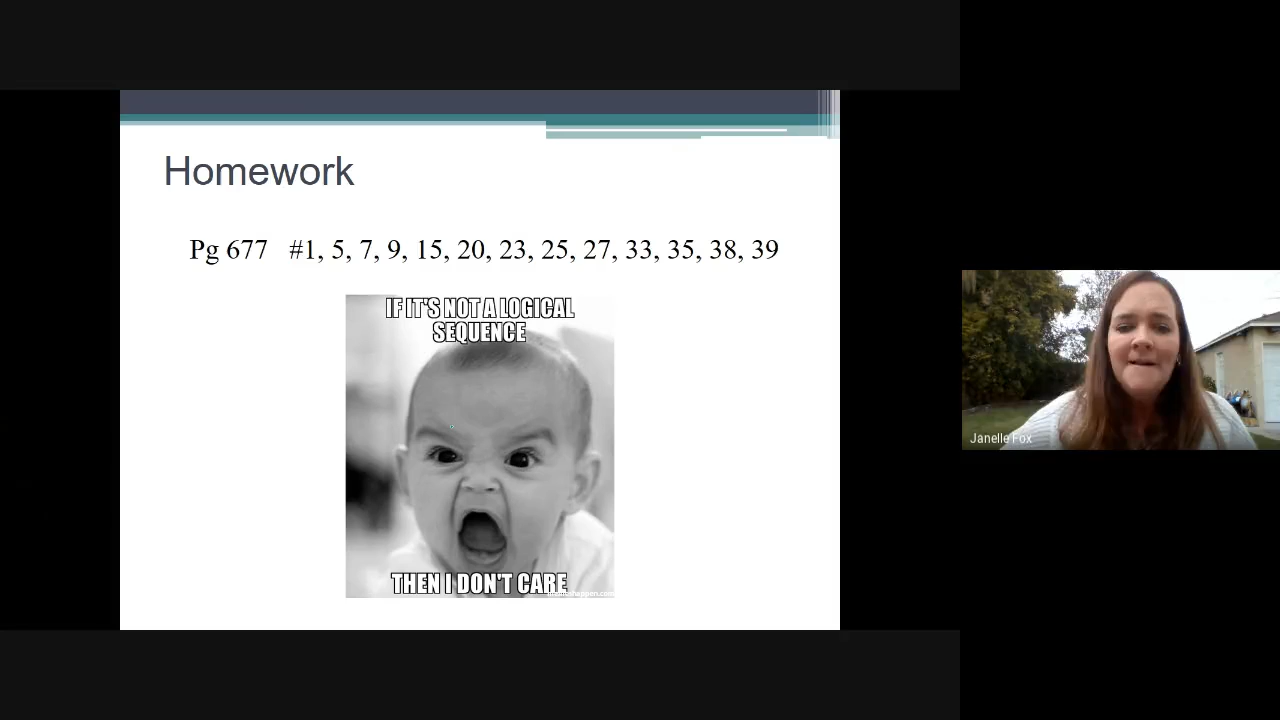 Homework
Pg 677 #1, 5, 7, 9, 15, 20, 23, 25, 27, 33, 35, 38, 39
IF IT'S NOT A LOGICAL
SEQUENCE
THEN I DON'T CARE
Janelle Fox